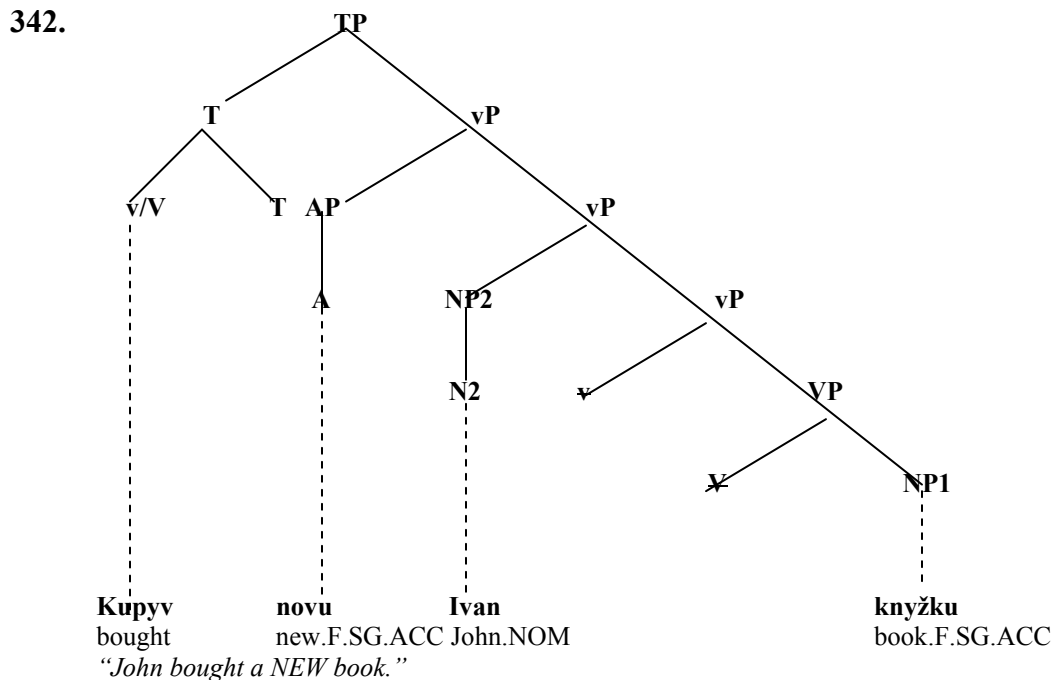 342.
TP
T vP
v/V T AP vP
A NP2 vP
N2 v VP
V NP1
Kupyv novu Ivan knyžku
bought new.F.SG.ACC John.NOM book.F.SG.ACC
“John bought a NEW book.”